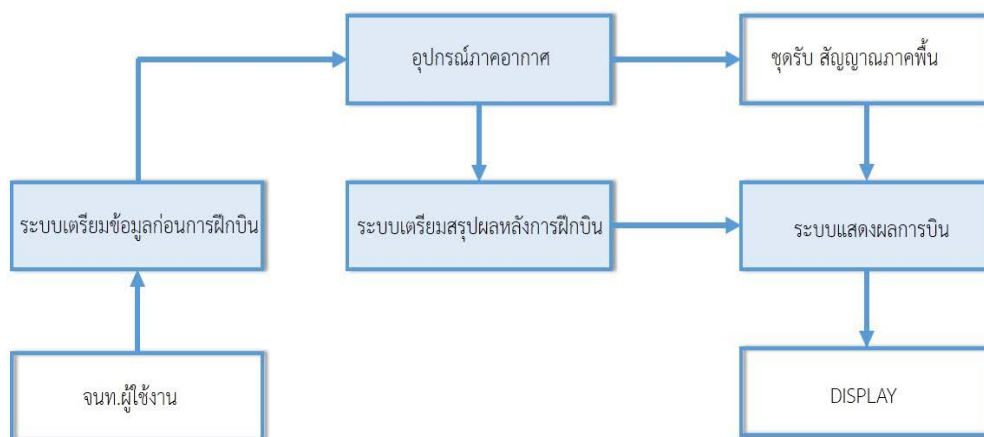 อุปกรณ์ภาคอากาศ
ชุดรับ สัญญาณภาคพื้น
ระบบเตรียมข้อมูลก่อนการฝึกบิน
ระบบเตรียมสรุปผลหลังการฝึกบิน
ระบบแสดงผลการบิน
จนท.ผู้ใช้งาน
DISPLAY